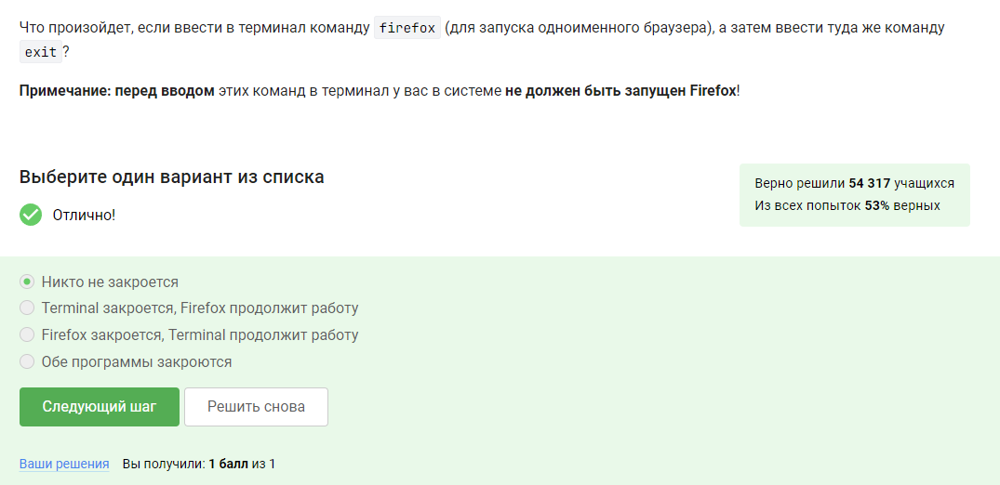 Что произойдет, если ввести в терминал команду firefox (для запуска одноименного браузера), а затем ввести туда же команду
exit ?
Примечание: перед вводом этих команд в терминал у вас в системе не должен быть запущен Firefox!
Выберите один вариант из списка
Отлично!
Верно решили 54 317 учащихся
Из всех попыток 53% верных
Никто не закроется
Terminal закроется, Firefox продолжит работу
Firefox закроется, Terminal продолжит работу
Обе программы закроются
Следующий шаг
Решить снова
Ваши решения Вы получили: 1 балл из 1